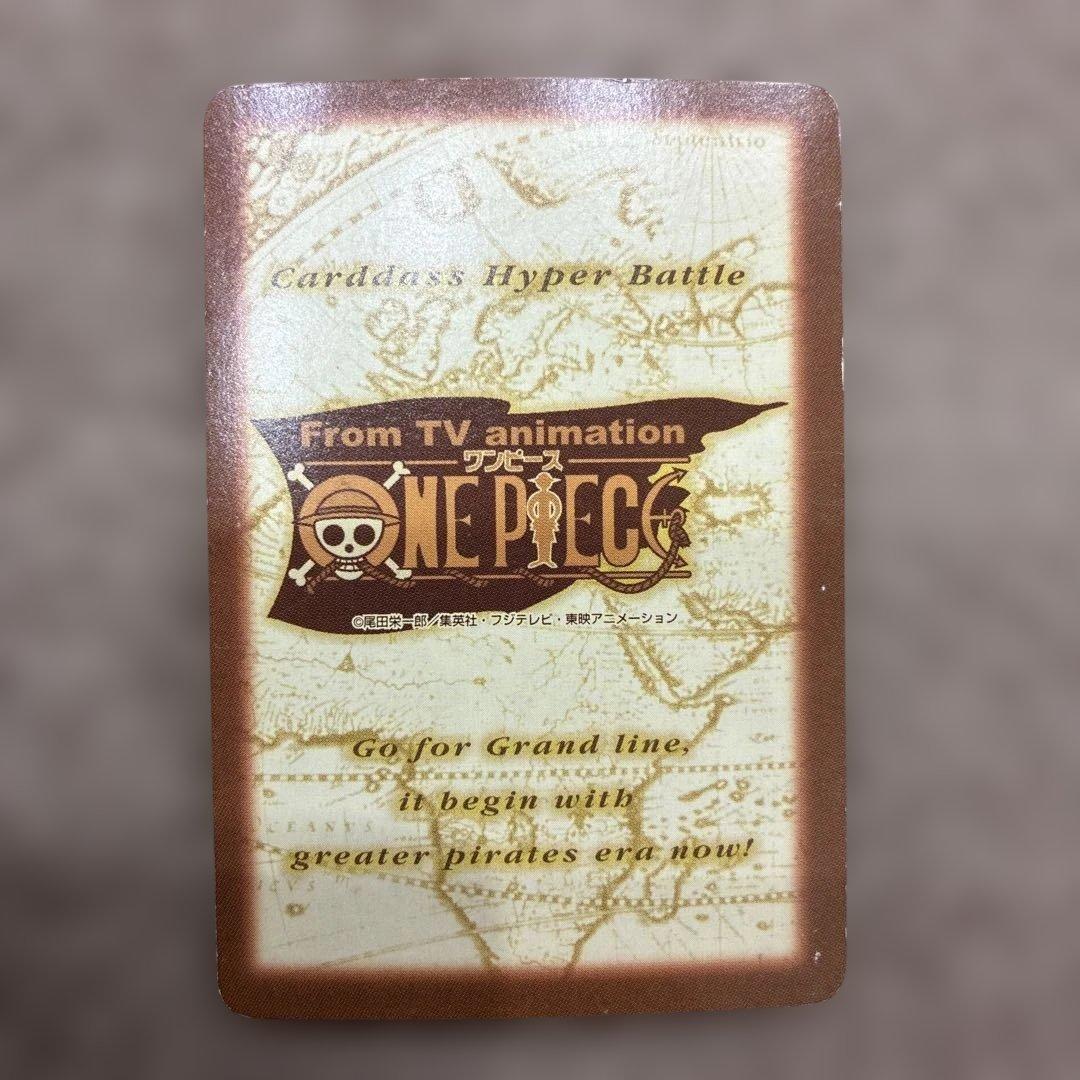 Carddass Hyper Battle
From TV animation
ワンピース
ONE PIECE
©尾田栄一郎／集英社・フジテレビ・東映アニメーション
Go for Grand line,
it begin with
greater pirates era now!